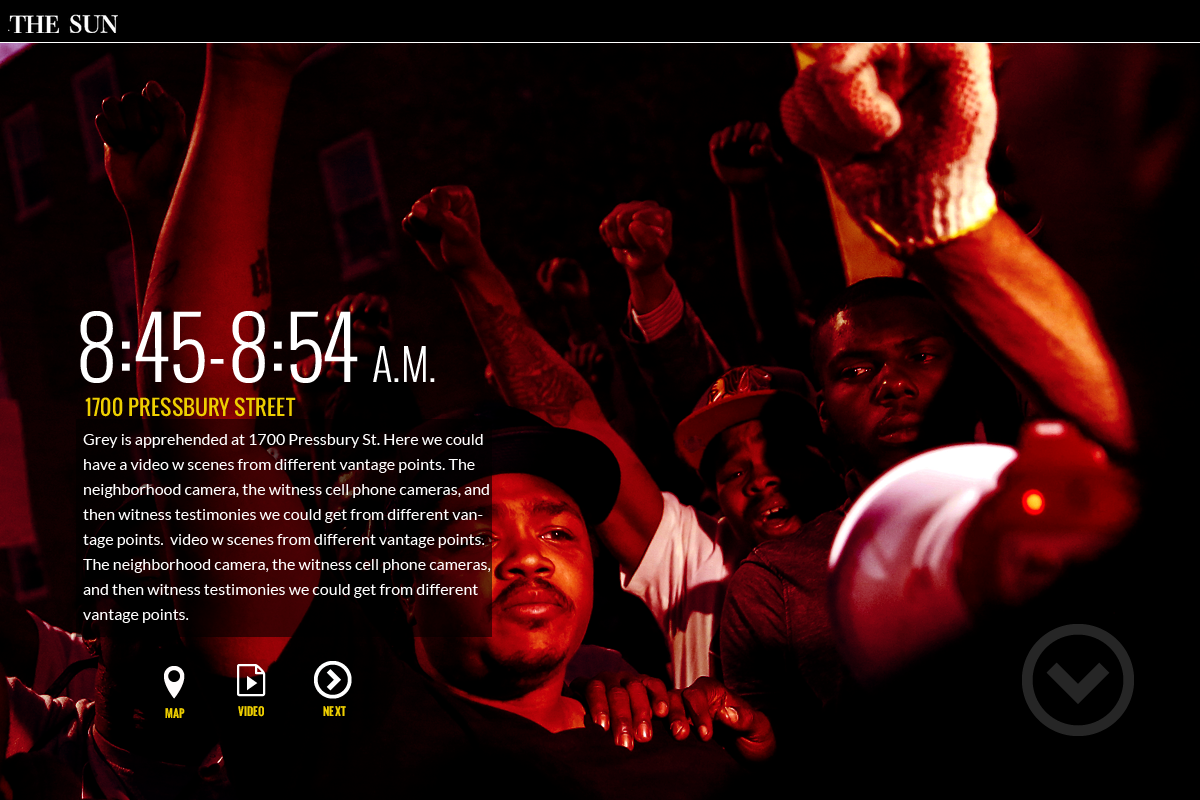 THE SUN
8:45-8:54 A.M.
1700 PRESSBURY STREET
Grey is apprehended at 1700 Pressbury St. Here we could
have a video w scenes from different vantage points. The
neighborhood camera, the witness cell phone cameras, and
then witness testimonies we could get from different van-
tage points.  video w scenes from different vantage points.
The neighborhood camera, the witness cell phone cameras,
and then witness testimonies we could get from different
vantage points.
MAP VIDEO NEXT